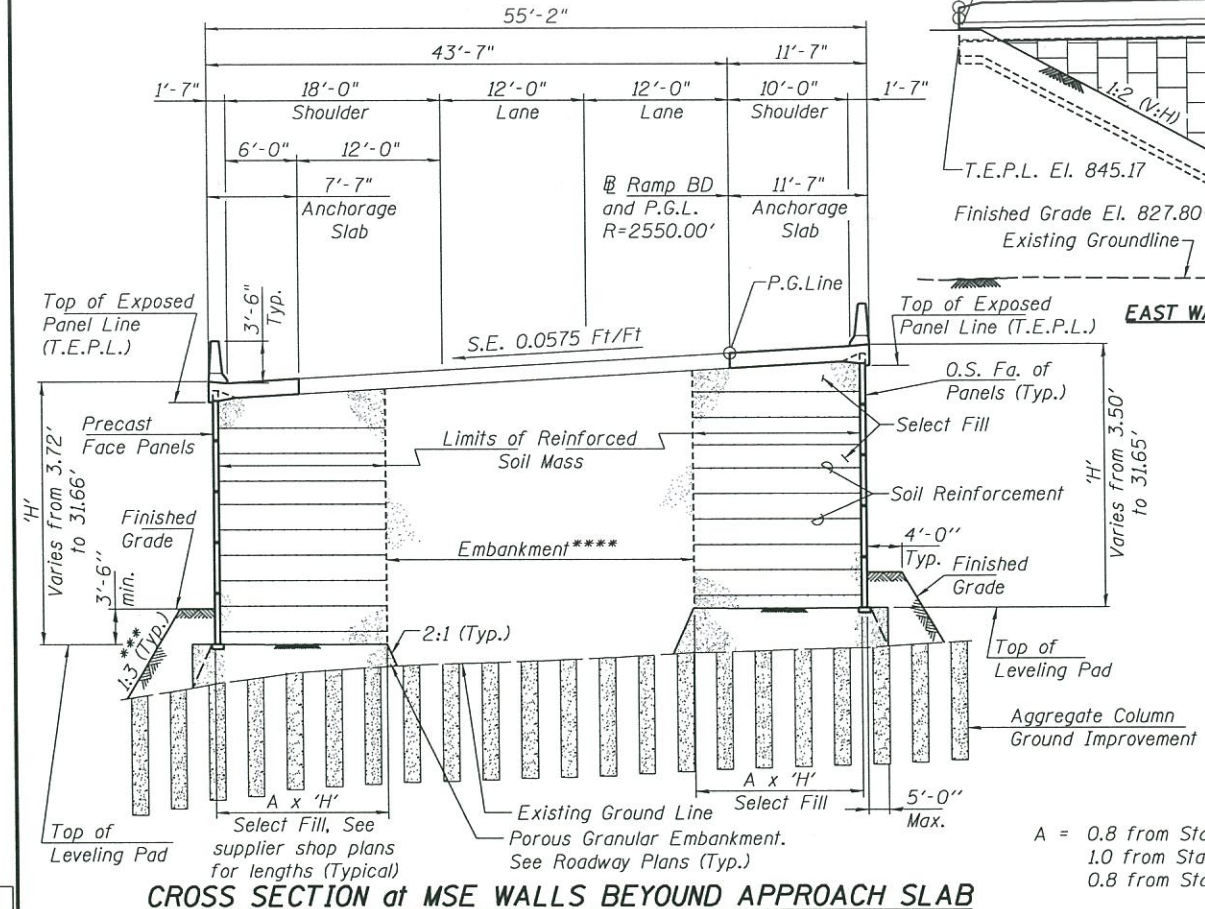 55'-2"
43'-7"
11'-7"
1'-7"
18'-0"
Shoulder
12'-0"
Lane
12'-0"
Lane
10'-0"
Shoulder
1'-7"
6'-0"
12'-0"
7'-7"
Anchorage
Slab
℄ Ramp BD
and P.G.L.
R=2550.00'
11'-7"
Anchorage
Slab
1:2 (V:H)
T.E.P.L. El. 845.17
Finished Grade El. 827.80
Existing Groundline
EAST WA
Top of Exposed
Panel Line
(T.E.P.L.)
3'-6"
Typ.
P.G.Line
S.E. 0.0575 Ft/Ft
Top of Exposed
Panel Line (T.E.P.L.)
O.S. Fa. of
Panels (Typ.)
Select Fill
Precast
Face Panels
Limits of Reinforced
Soil Mass
Soil Reinforcement
'H'
Varies from 3.72'
to 31.66'
Finished
Grade
3'-6"
min.
Embankment****
4'-0"
Typ.
Finished
Grade
'H'
Varies from 3.50'
to 31.65'
***
1:3 (Typ.)
2:1 (Typ.)
Top of
Leveling Pad
Aggregate Column
Ground Improvement
A x 'H'
Select Fill, See
supplier shop plans
for lengths (Typical)
A x 'H'
Select Fill
5'-0"
Max.
Existing Ground Line
Porous Granular Embankment.
See Roadway Plans (Typ.)
Top of
Leveling Pad
A = 0.8 from Sta
1.0 from Sta
0.8 from Sta
CROSS SECTION at MSE WALLS BEYOUND APPROACH SLAB